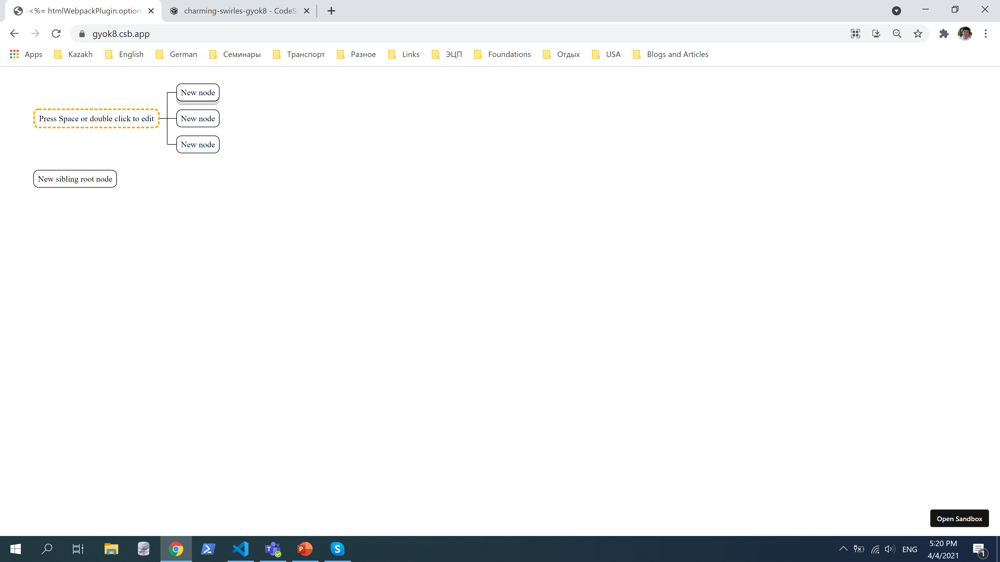 <%= htmlWebpackPlugin.option
charming-swirles-gyok8 - CodeS
gyok8.csb.app
Apps Kazakh English German Семинары Транспорт Разное Links ЭЦП Foundations Отдых USA Blogs and Articles
New node
Press Space or double click to edit
New node
New node
New sibling root node
Open Sandbox
ENG
5:20 PM
4/4/2021
1